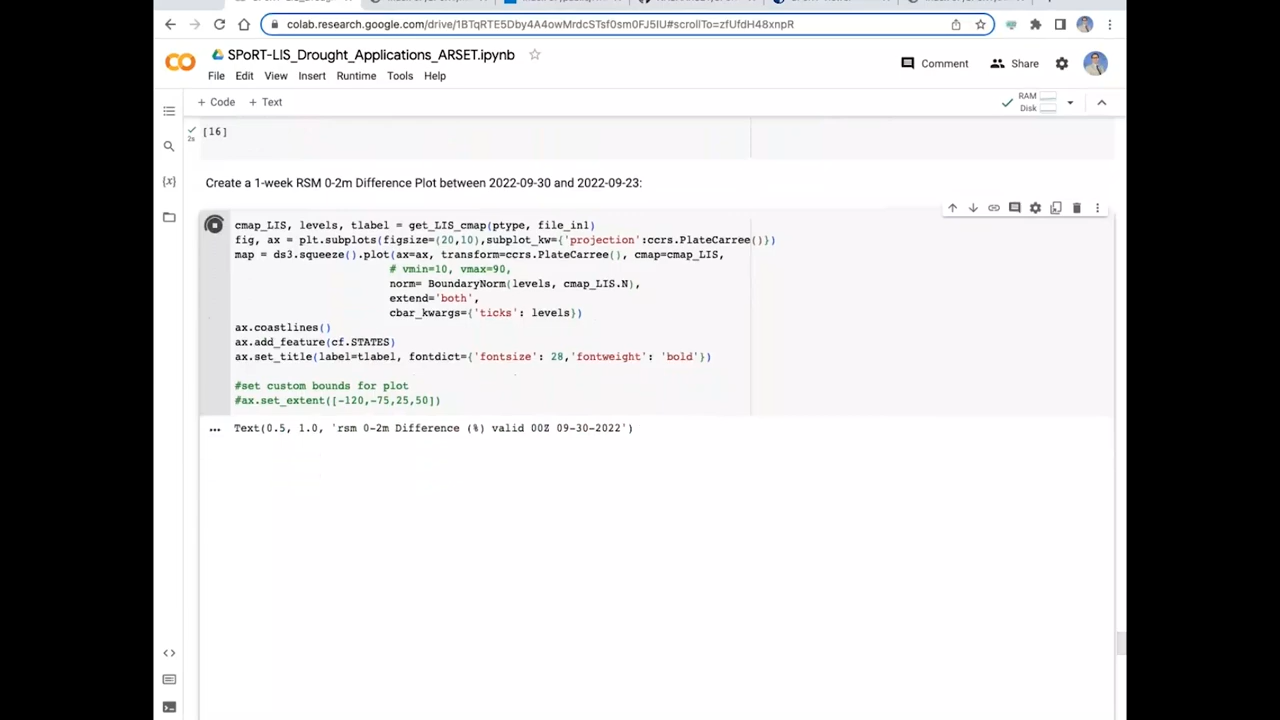 colab.research.google.com/drive/1BTqRTE5Dby4A4owMrdcSTsf0sm0FJ5IU#scrollTo=zfUfdH48xnpR
SPoRT-LIS_Drought_Applications_ARSET.ipynb
File Edit View Insert Runtime Tools Help
Comment
Share
+ Code + Text
RAM
Disk
[16]
2s
{x}
Create a 1-week RSM 0-2m Difference Plot between 2022-09-30 and 2022-09-23:
cmap_LIS, levels, tlabel = get_LIS_cmap(ptype, file_in1)
fig, ax = plt.subplots(figsize=(20,10),subplot_kw={'projection':ccrs.PlateCarree()})
map = ds3.squeeze().plot(ax=ax, transform=ccrs.PlateCarree(), cmap=cmap_LIS,
# vmin=10, vmax=90,
norm= BoundaryNorm(levels, cmap_LIS.N),
extend='both',
cbar_kwargs={'ticks': levels})
ax.coastlines()
ax.add_feature(cf.STATES)
ax.set_title(label=tlabel, fontdict={'fontsize': 28,'fontweight': 'bold'})
#set custom bounds for plot
#ax.set_extent([-120,-75,25,50])
... Text(0.5, 1.0, 'rsm 0-2m Difference (%) valid 00Z 09-30-2022')